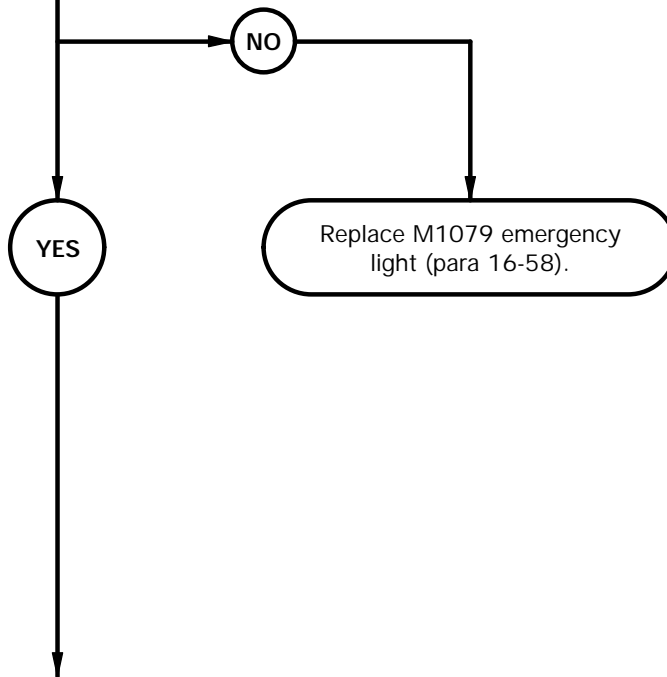 NO
YES
Replace M1079 emergency
light (para 16-58).